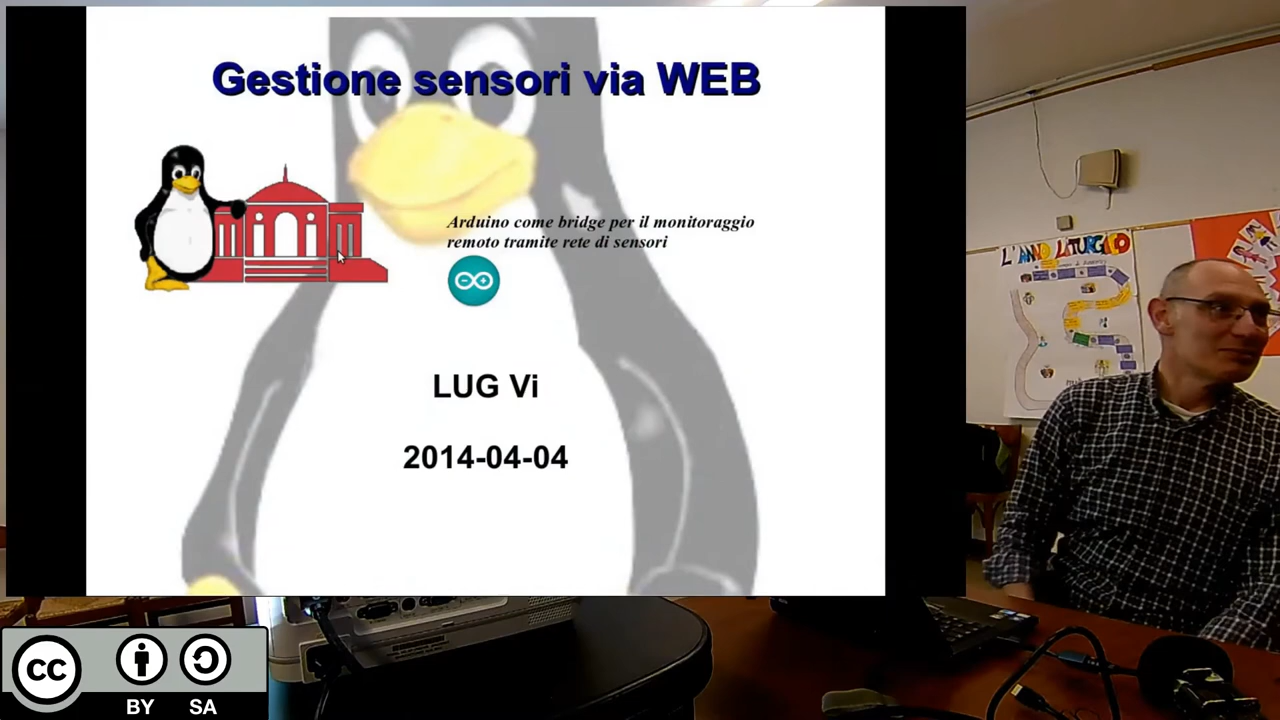 Gestione sensori via WEB
Arduino come bridge per il monitoraggio
remoto tramite rete di sensori
LUG Vi
2014-04-04
L'ANNO LITURGICO
cc
BY SA